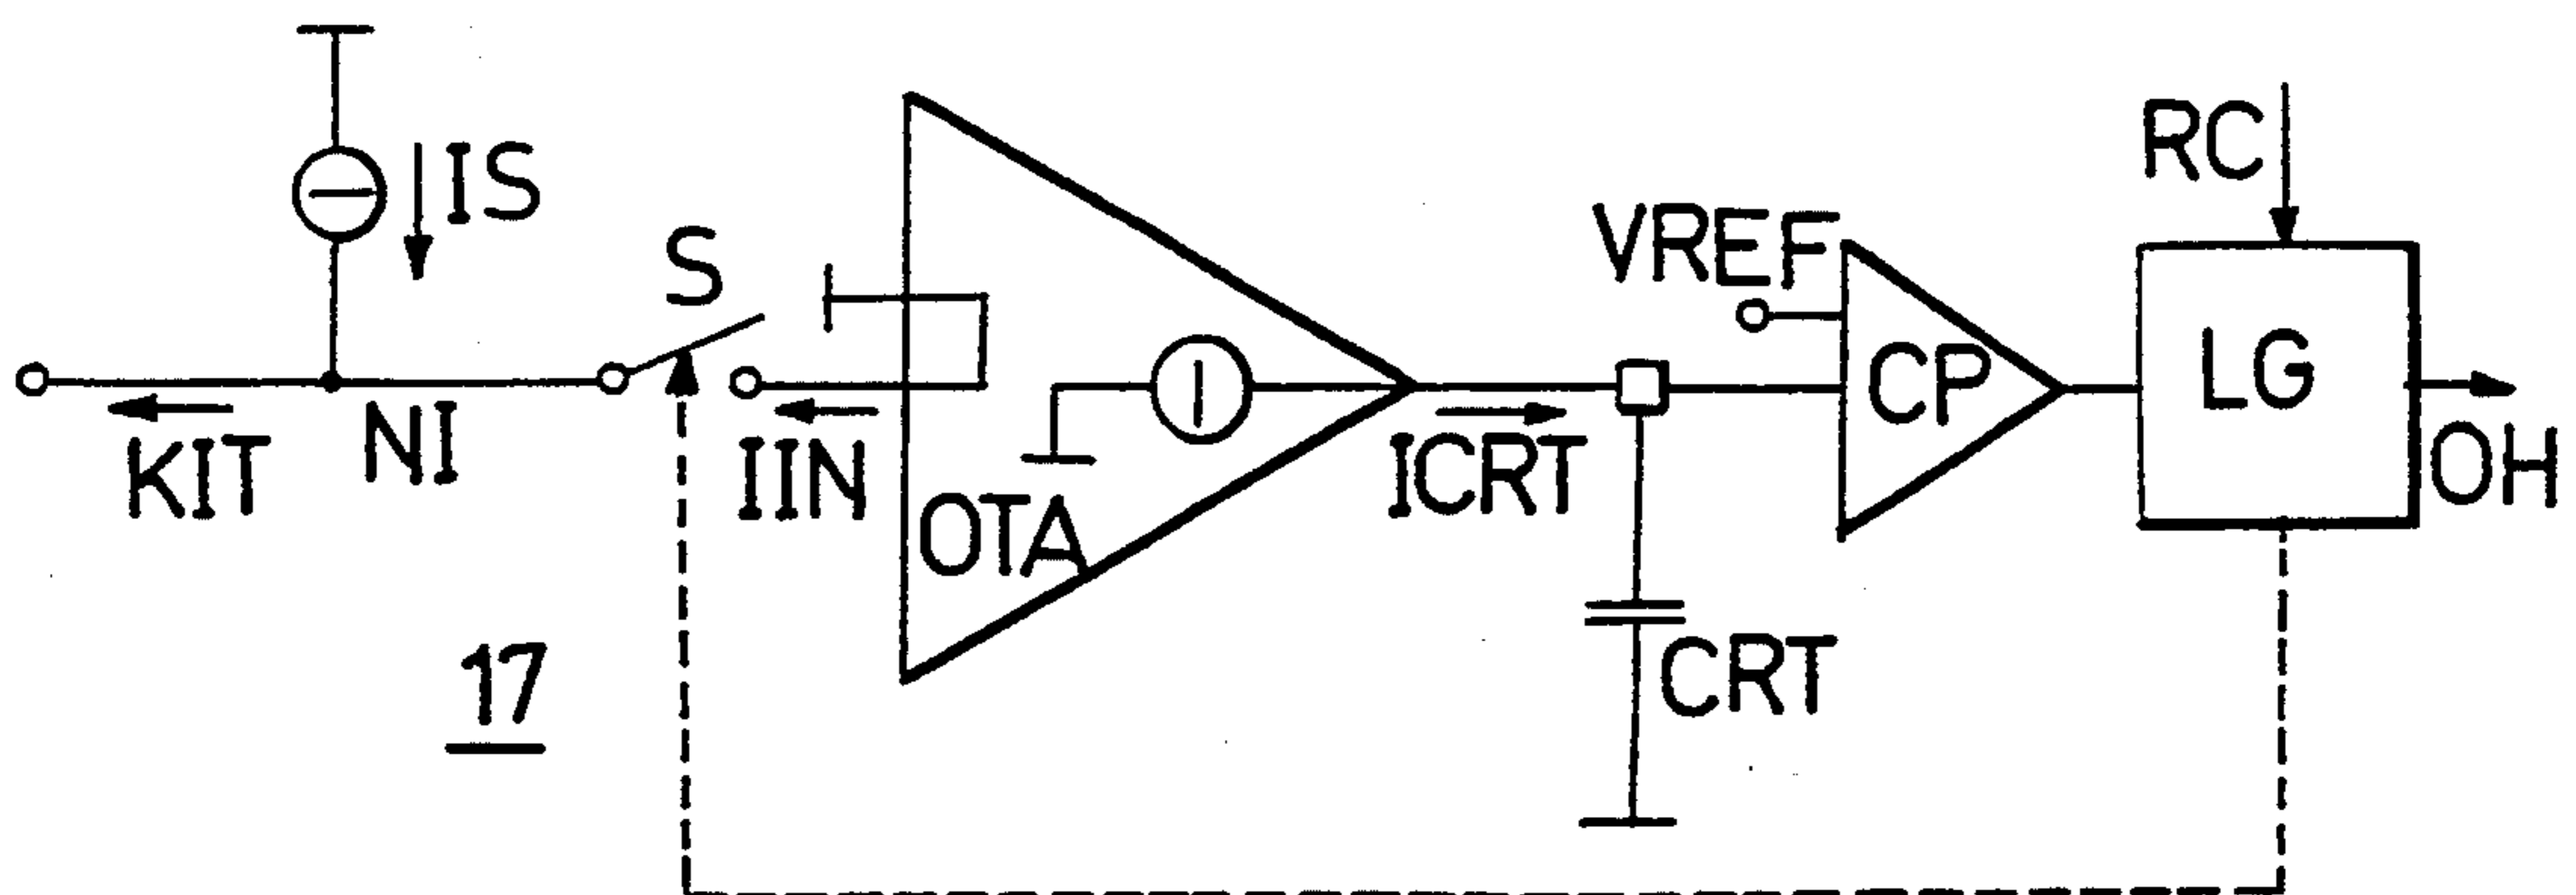 IS
S
VREF
RC
KIT
NI
IIN
OTA
ICRT
CP
LG
OH
17
CRT